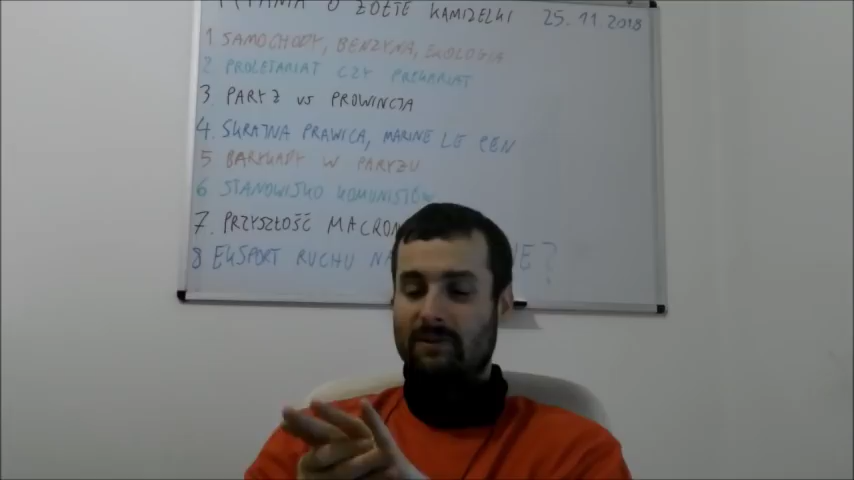 PYTANIA O ŻÓŁTE KAMIZELKI 25.11.2018
1 SAMOCHODY, BENZYNA, EKOLOGIA
2 PROLETARIAT CZY PREKARIAT
3 PARYŻ vs PROWINCJA
4. SKRAJNA PRAWICA, MARINE LE PEN
5 BARYKADY W PARYŻU
6 STANOWISKO KOMUNISTÓW
7. PRZYSZŁOŚĆ MACRON
8 EKSPORT RUCHU NA